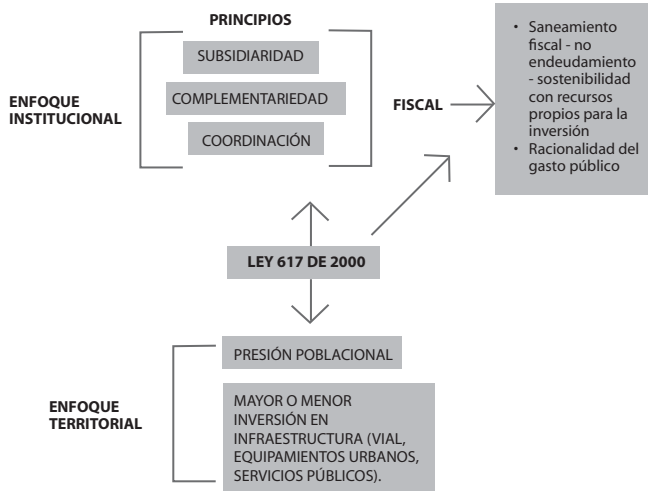 PRINCIPIOS
SUBSIDIARIDAD
COMPLEMENTARIEDAD
COORDINACIÓN
ENFOQUE
INSTITUCIONAL
FISCAL
• Saneamiento
fiscal - no
endeudamiento
- sostenibilidad
con recursos
propios para la
inversión
• Racionalidad del
gasto público
LEY 617 DE 2000
PRESIÓN POBLACIONAL
ENFOQUE
TERRITORIAL
MAYOR O MENOR
INVERSIÓN EN
INFRAESTRUCTURA (VIAL,
EQUIPAMIENTOS URBANOS,
SERVICIOS PÚBLICOS).